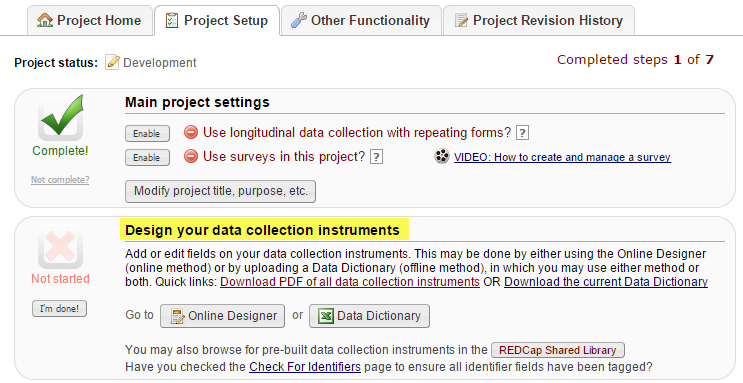 Project Home Project Setup Other Functionality Project Revision History
Project status: Development Completed steps 1 of 7
Main project settings
Enable Use longitudinal data collection with repeating forms? ?
Complete!
Enable Use surveys in this project? ? VIDEO: How to create and manage a survey
Not complete?
Modify project title, purpose, etc.
Design your data collection instruments
Add or edit fields on your data collection instruments. This may be done by either using the Online Designer
(online method) or by uploading a Data Dictionary (offline method), in which you may use either method or
both. Quick links: Download PDF of all data collection instruments OR Download the current Data Dictionary
Not started
I'm done!
Go to Online Designer or Data Dictionary
You may also browse for pre-built data collection instruments in the REDCap Shared Library
Have you checked the Check For Identifiers page to ensure all identifier fields have been tagged?